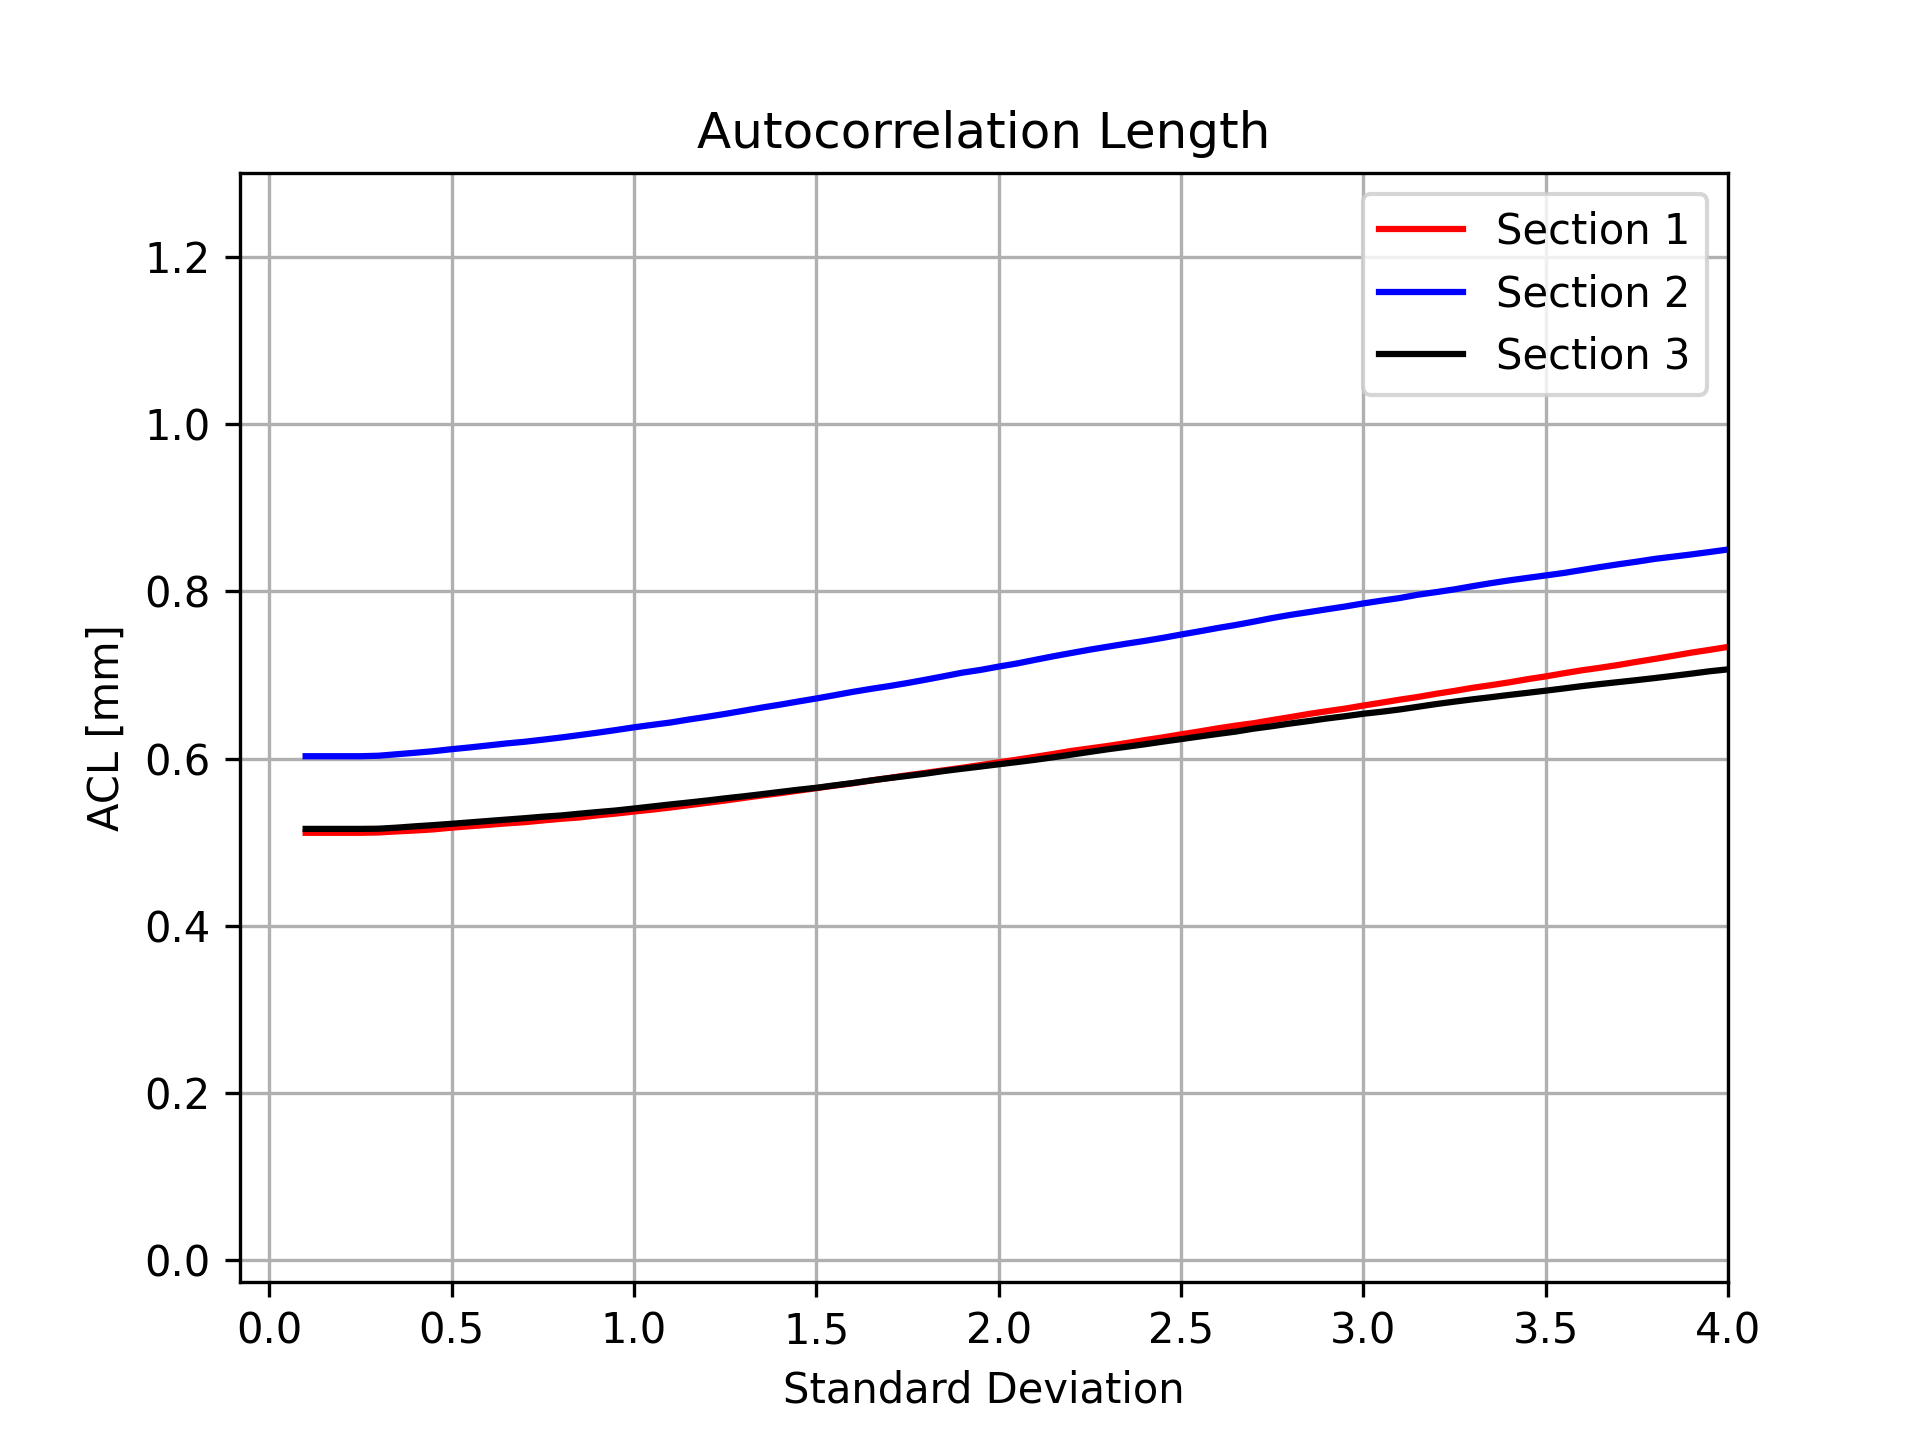 Autocorrelation Length
Section 1
Section 2
Section 3
ACL [mm]
1.2
1.0
0.8
0.6
0.4
0.2
0.0
0.0 0.5 1.0 1.5 2.0 2.5 3.0 3.5 4.0
Standard Deviation